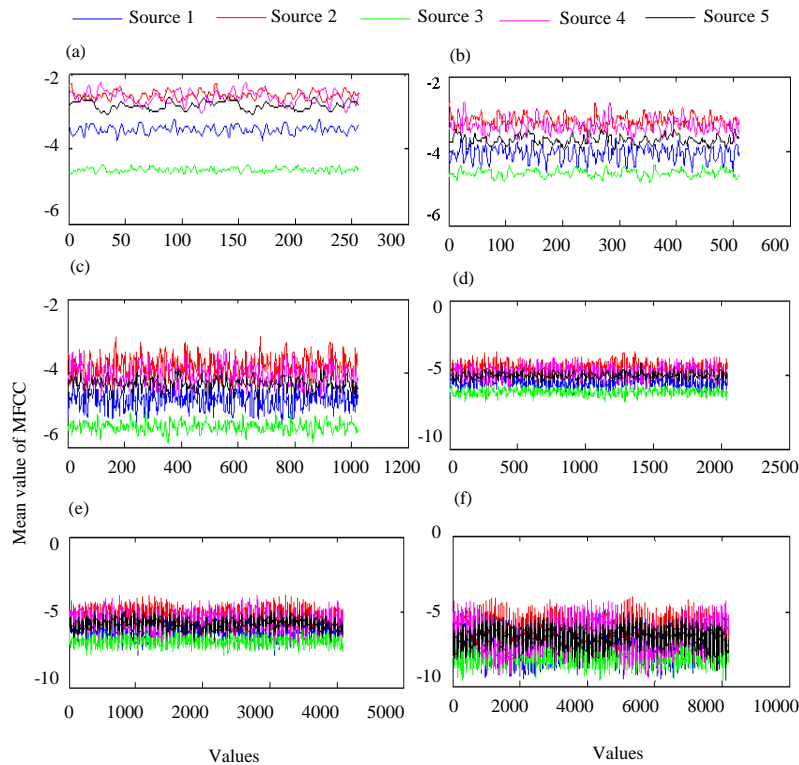 Source 1 Source 2 Source 3 Source 4 Source 5
(a)
(b)
-2
-4
-6
0 50 100 150 200 250 300
-2
-4
-6
0 100 200 300 400 500 600
(c)
(d)
-2
-4
-6
0 200 400 600 800 1000 1200
0
-5
-10
0 500 1000 1500 2000 2500
Mean value of MFCC
(e)
(f)
0
-5
-10
0 1000 2000 3000 4000 5000
0
-5
-10
0 2000 4000 6000 8000 10000
Values
Values